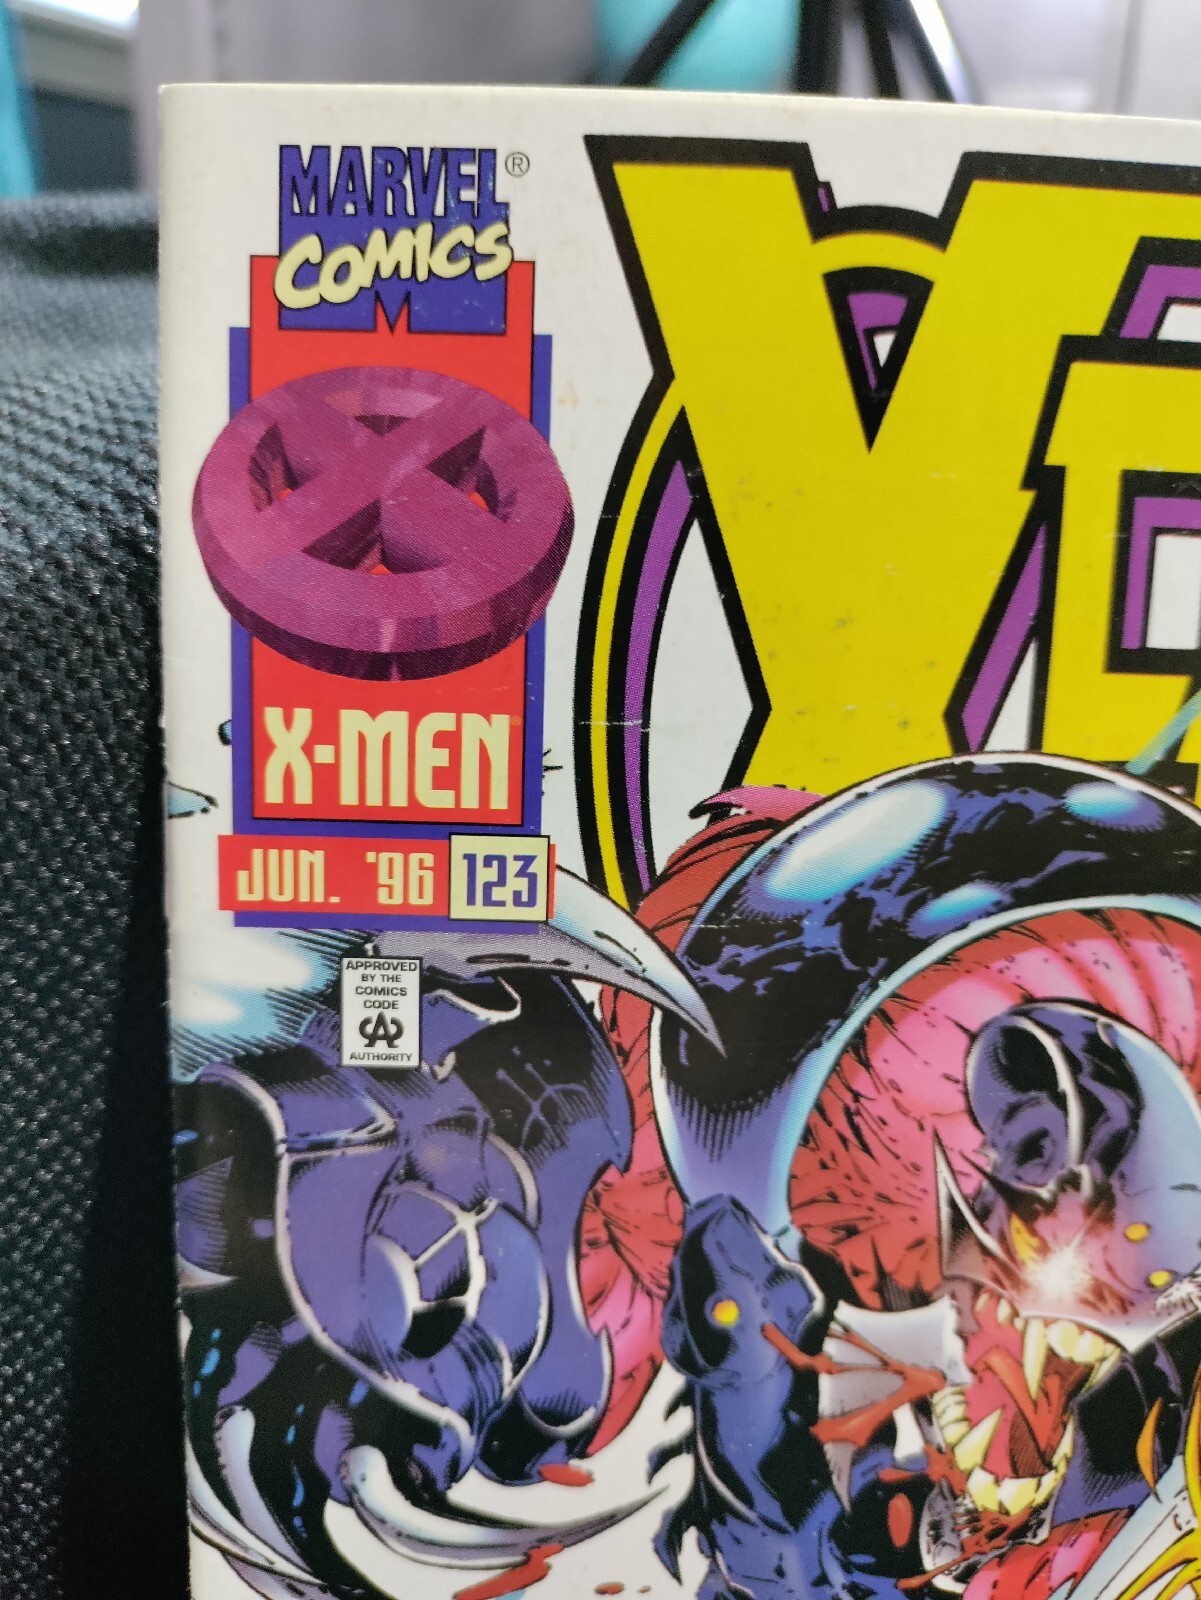 MARVEL®
COMICS
X-MEN
JUN. '96 123
APPROVED
BY THE
COMICS
CODE
CA
AUTHORITY